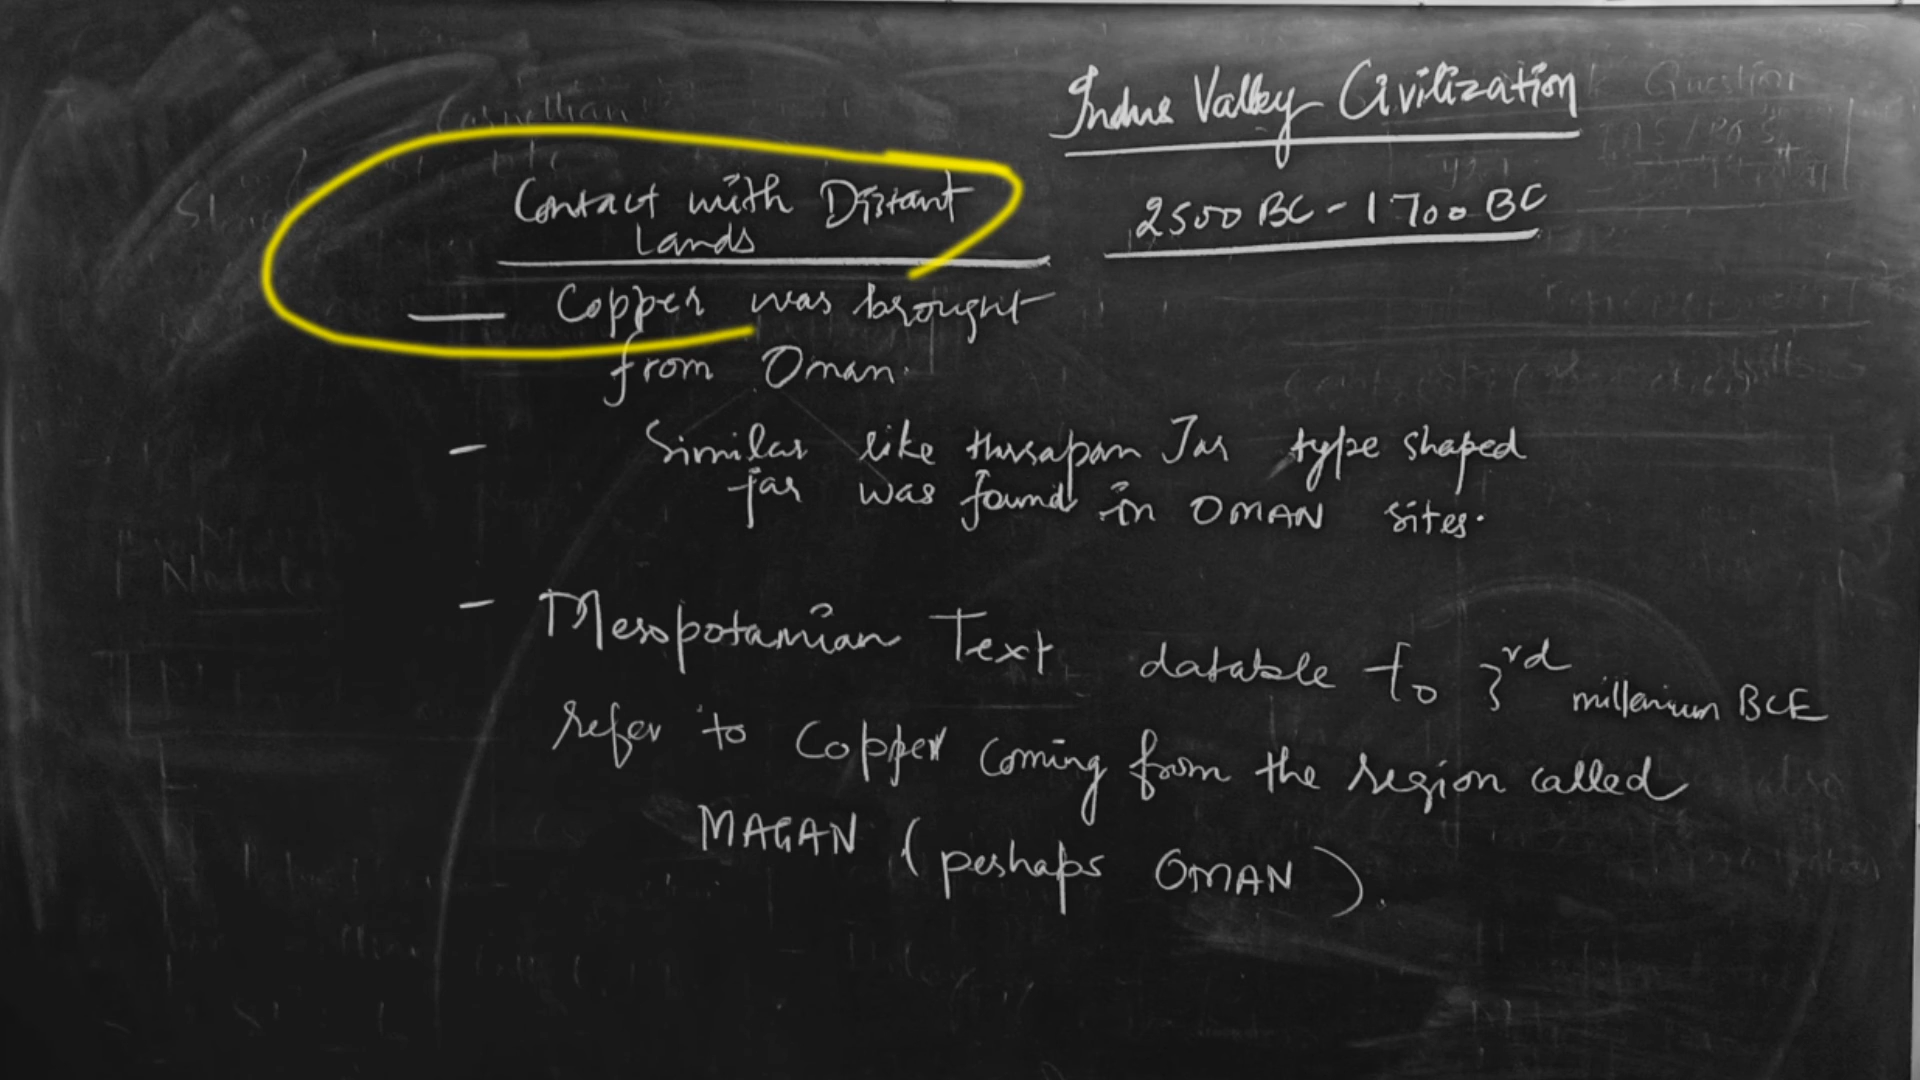 Indus Valley Civilization
2500 BC - 1700 BC
Contact with Distant
Lands
— Copper was brought
from Oman.
- Similar like Harrapan Jar type shaped
jar was found in OMAN sites.
- Mesopotamian Text datable to 3rd millenium BCE
refer to Copper coming from the region called
MAGAN (perhaps OMAN).